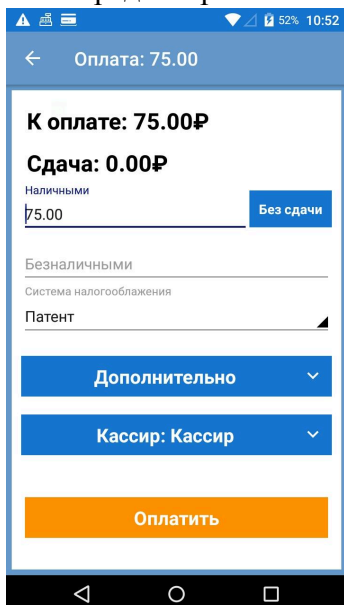 52% 10:52
Оплата: 75.00
К оплате: 75.00₽
Сдача: 0.00₽
Наличными
75.00
Без сдачи
Безналичными
Система налогообложения
Патент
Дополнительно
Кассир: Кассир
Оплатить